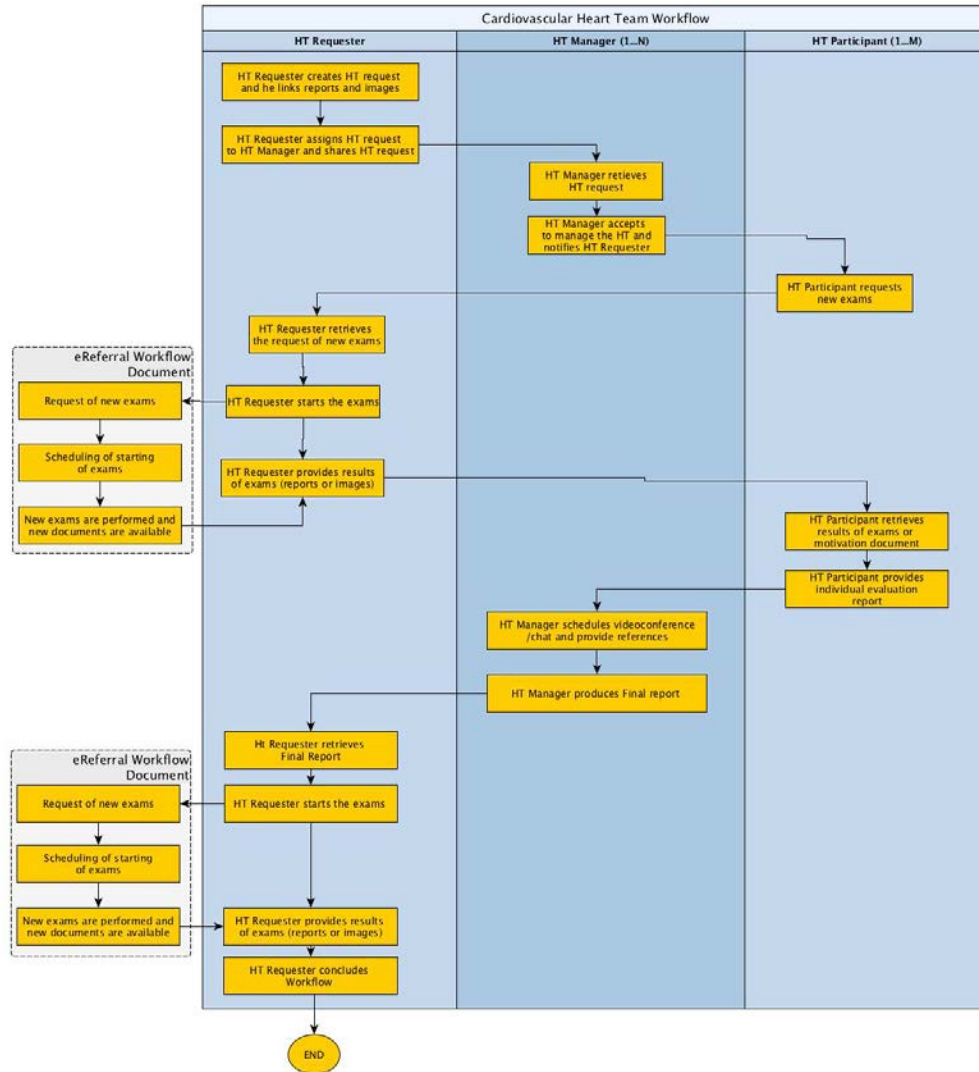 Cardiovascular Heart Team Workflow
HT Requester
HT Manager (1...N)
HT Participant (1...M)
HT Requester creates HT request
and he links reports and images
HT Requester assigns HT request
to HT Manager and shares HT request
HT Manager retieves
HT request
HT Manager accepts
to manage the HT and
notifies HT Requester
HT Participant requests
new exams
HT Requester retrieves
the request of new exams
eReferral Workflow
Document
Request of new exams
HT Requester starts the exams
Scheduling of starting
of exams
HT Requester provides results
of exams (reports or images)
New exams are performed and
new documents are available
HT Participant retrieves
results of exams or
motivation document
HT Participant provides
individual evaluation
report
HT Manager schedules videoconference
/chat and provide references
HT Manager produces Final report
Ht Requester retrieves
Final Report
eReferral Workflow
Document
Request of new exams
HT Requester starts the exams
Scheduling of starting
of exams
New exams are performed and
new documents are available
HT Requester provides results
of exams (reports or images)
HT Requester concludes
Workflow
END